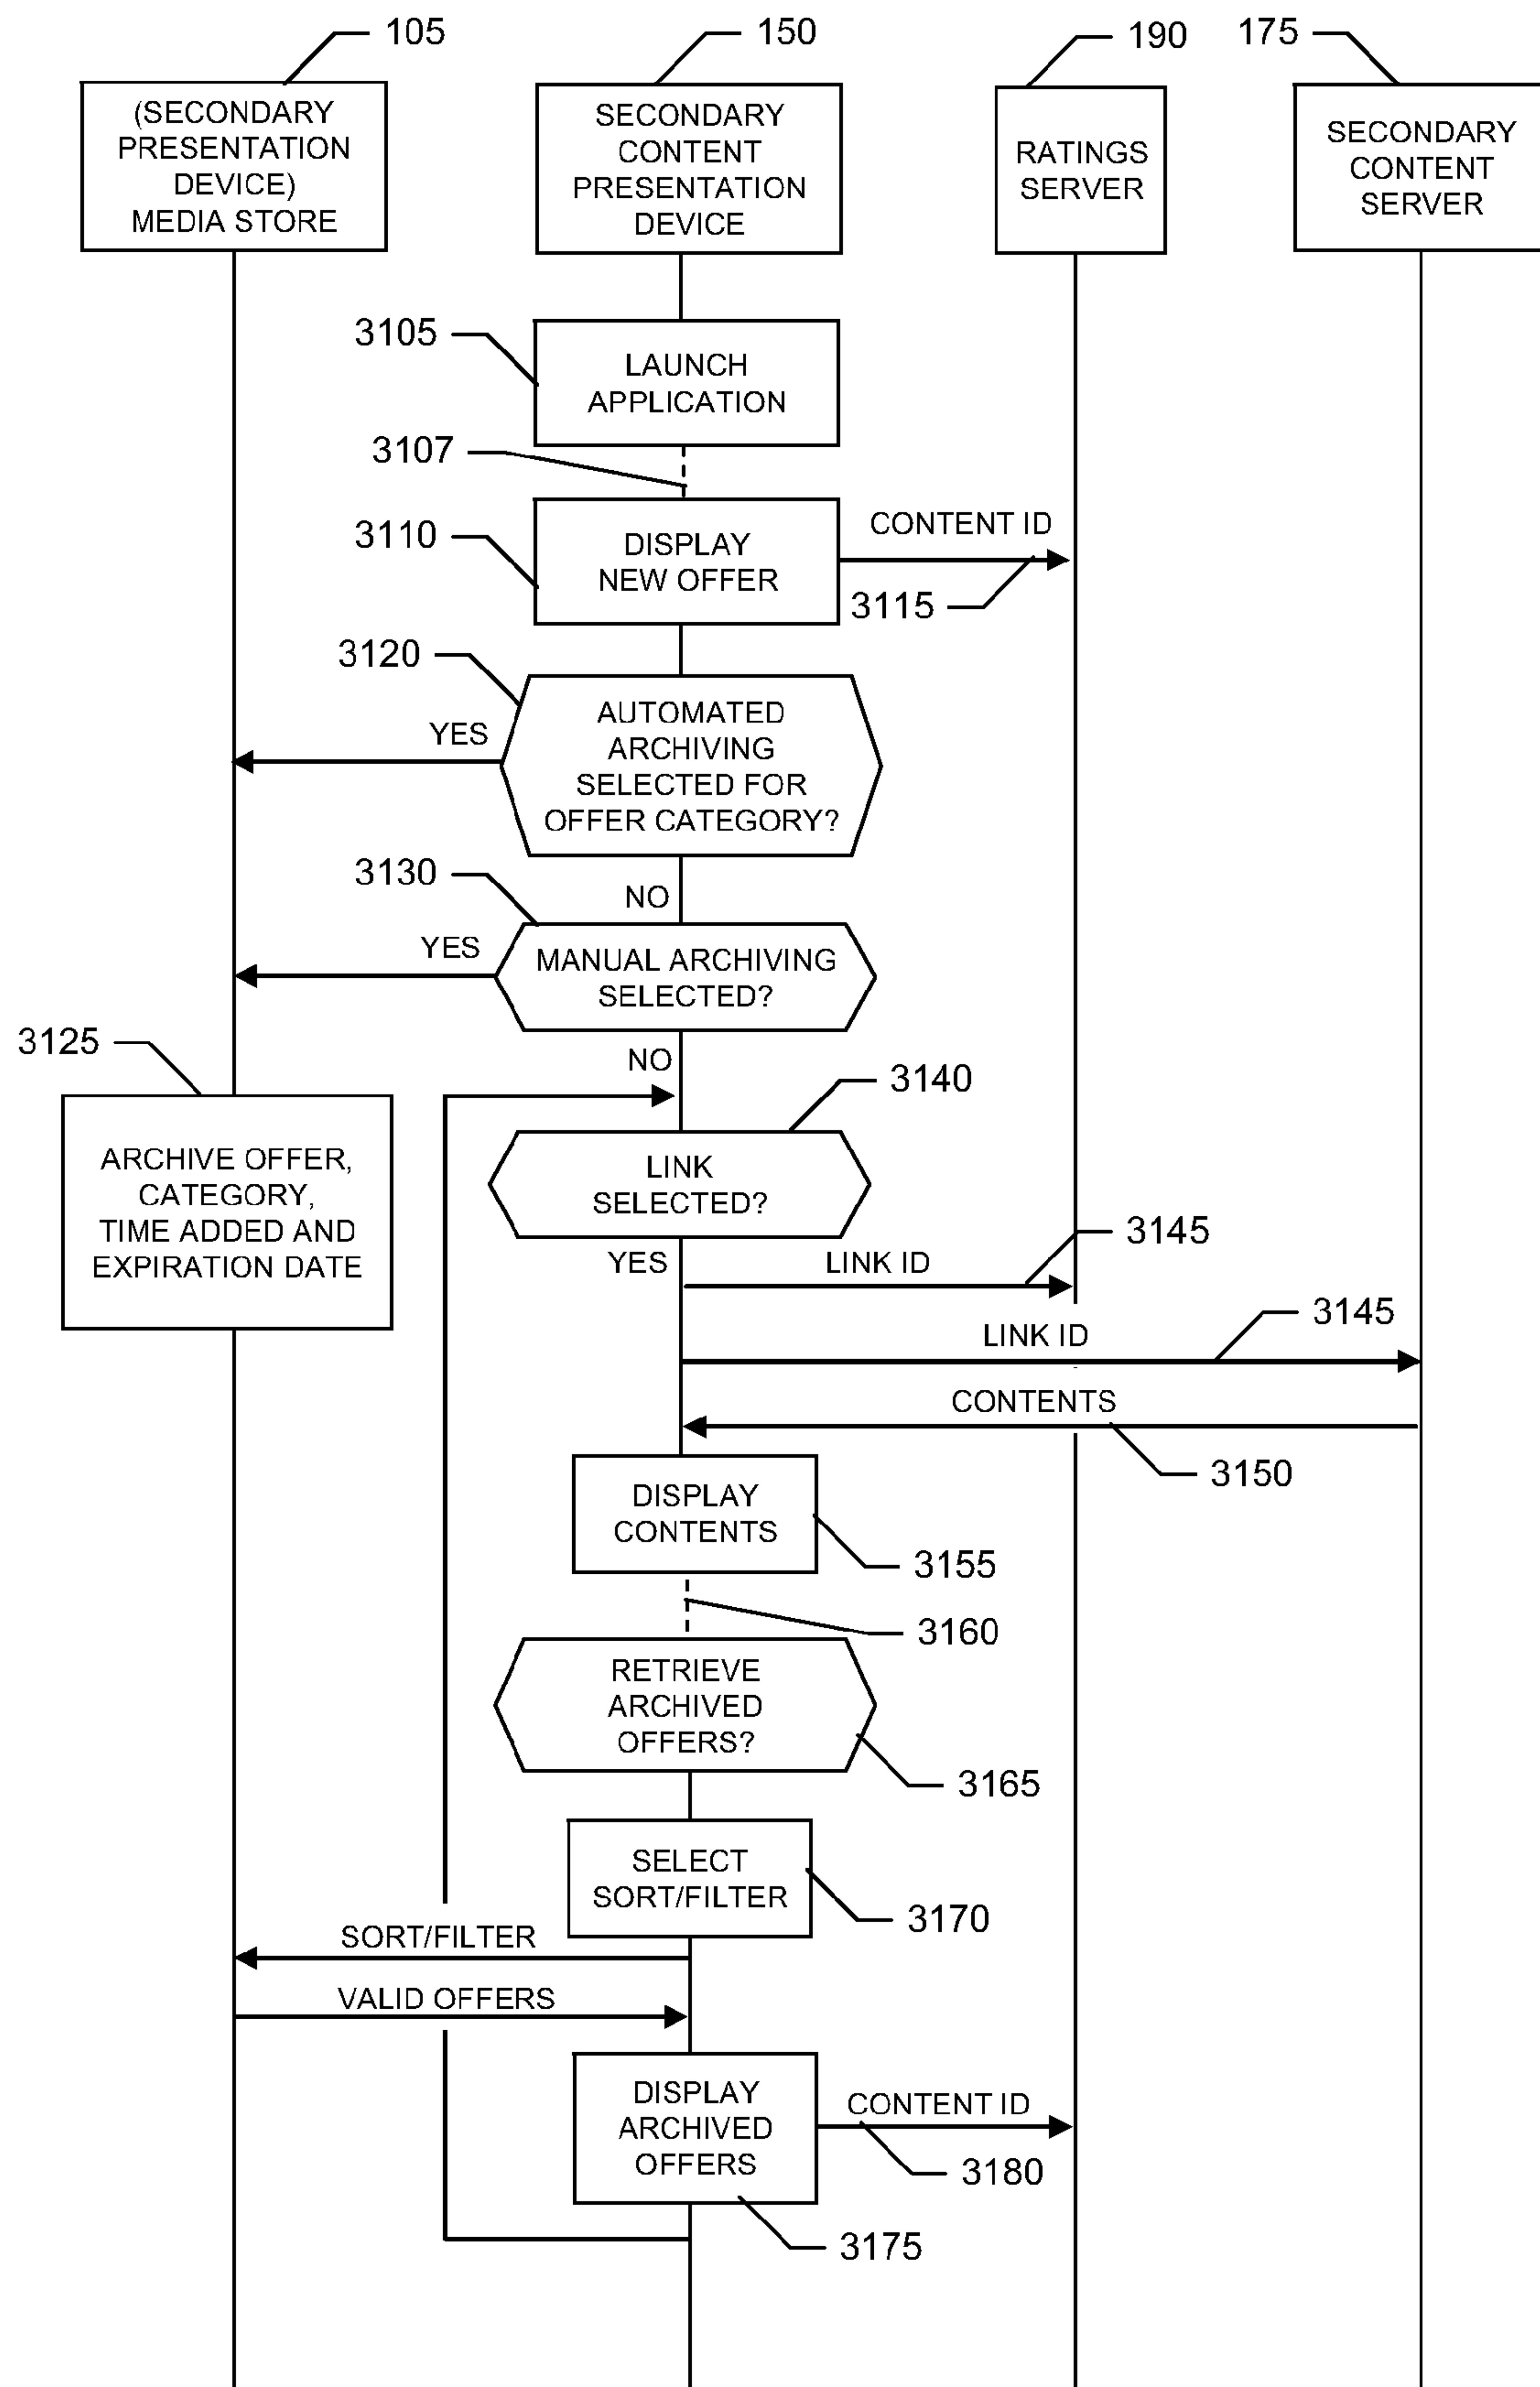 105
150
190
175
(SECONDARY
PRESENTATION
DEVICE)
MEDIA STORE
SECONDARY
CONTENT
PRESENTATION
DEVICE
RATINGS
SERVER
SECONDARY
CONTENT
SERVER
3105
LAUNCH
APPLICATION
3107
3110
DISPLAY
NEW OFFER
CONTENT ID
3115
3120
YES
AUTOMATED
ARCHIVING
SELECTED FOR
OFFER CATEGORY?
3130
NO
YES
MANUAL ARCHIVING
SELECTED?
3125
NO
3140
ARCHIVE OFFER,
CATEGORY,
TIME ADDED AND
EXPIRATION DATE
LINK
SELECTED?
YES
LINK ID
3145
LINK ID
3145
CONTENTS
3150
DISPLAY
CONTENTS
3155
3160
RETRIEVE
ARCHIVED
OFFERS?
3165
SELECT
SORT/FILTER
3170
SORT/FILTER
VALID OFFERS
DISPLAY
ARCHIVED
OFFERS
CONTENT ID
3180
3175